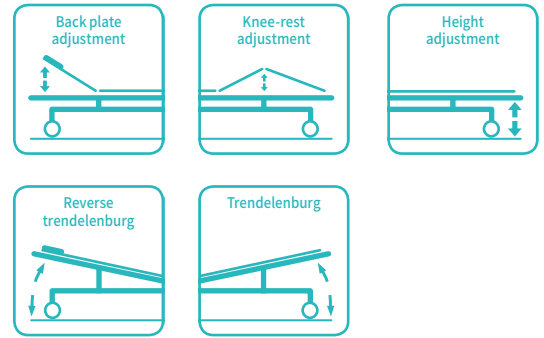 Back plate
adjustment
Knee-rest
adjustment
Height
adjustment
Reverse
trendelenburg
Trendelenburg